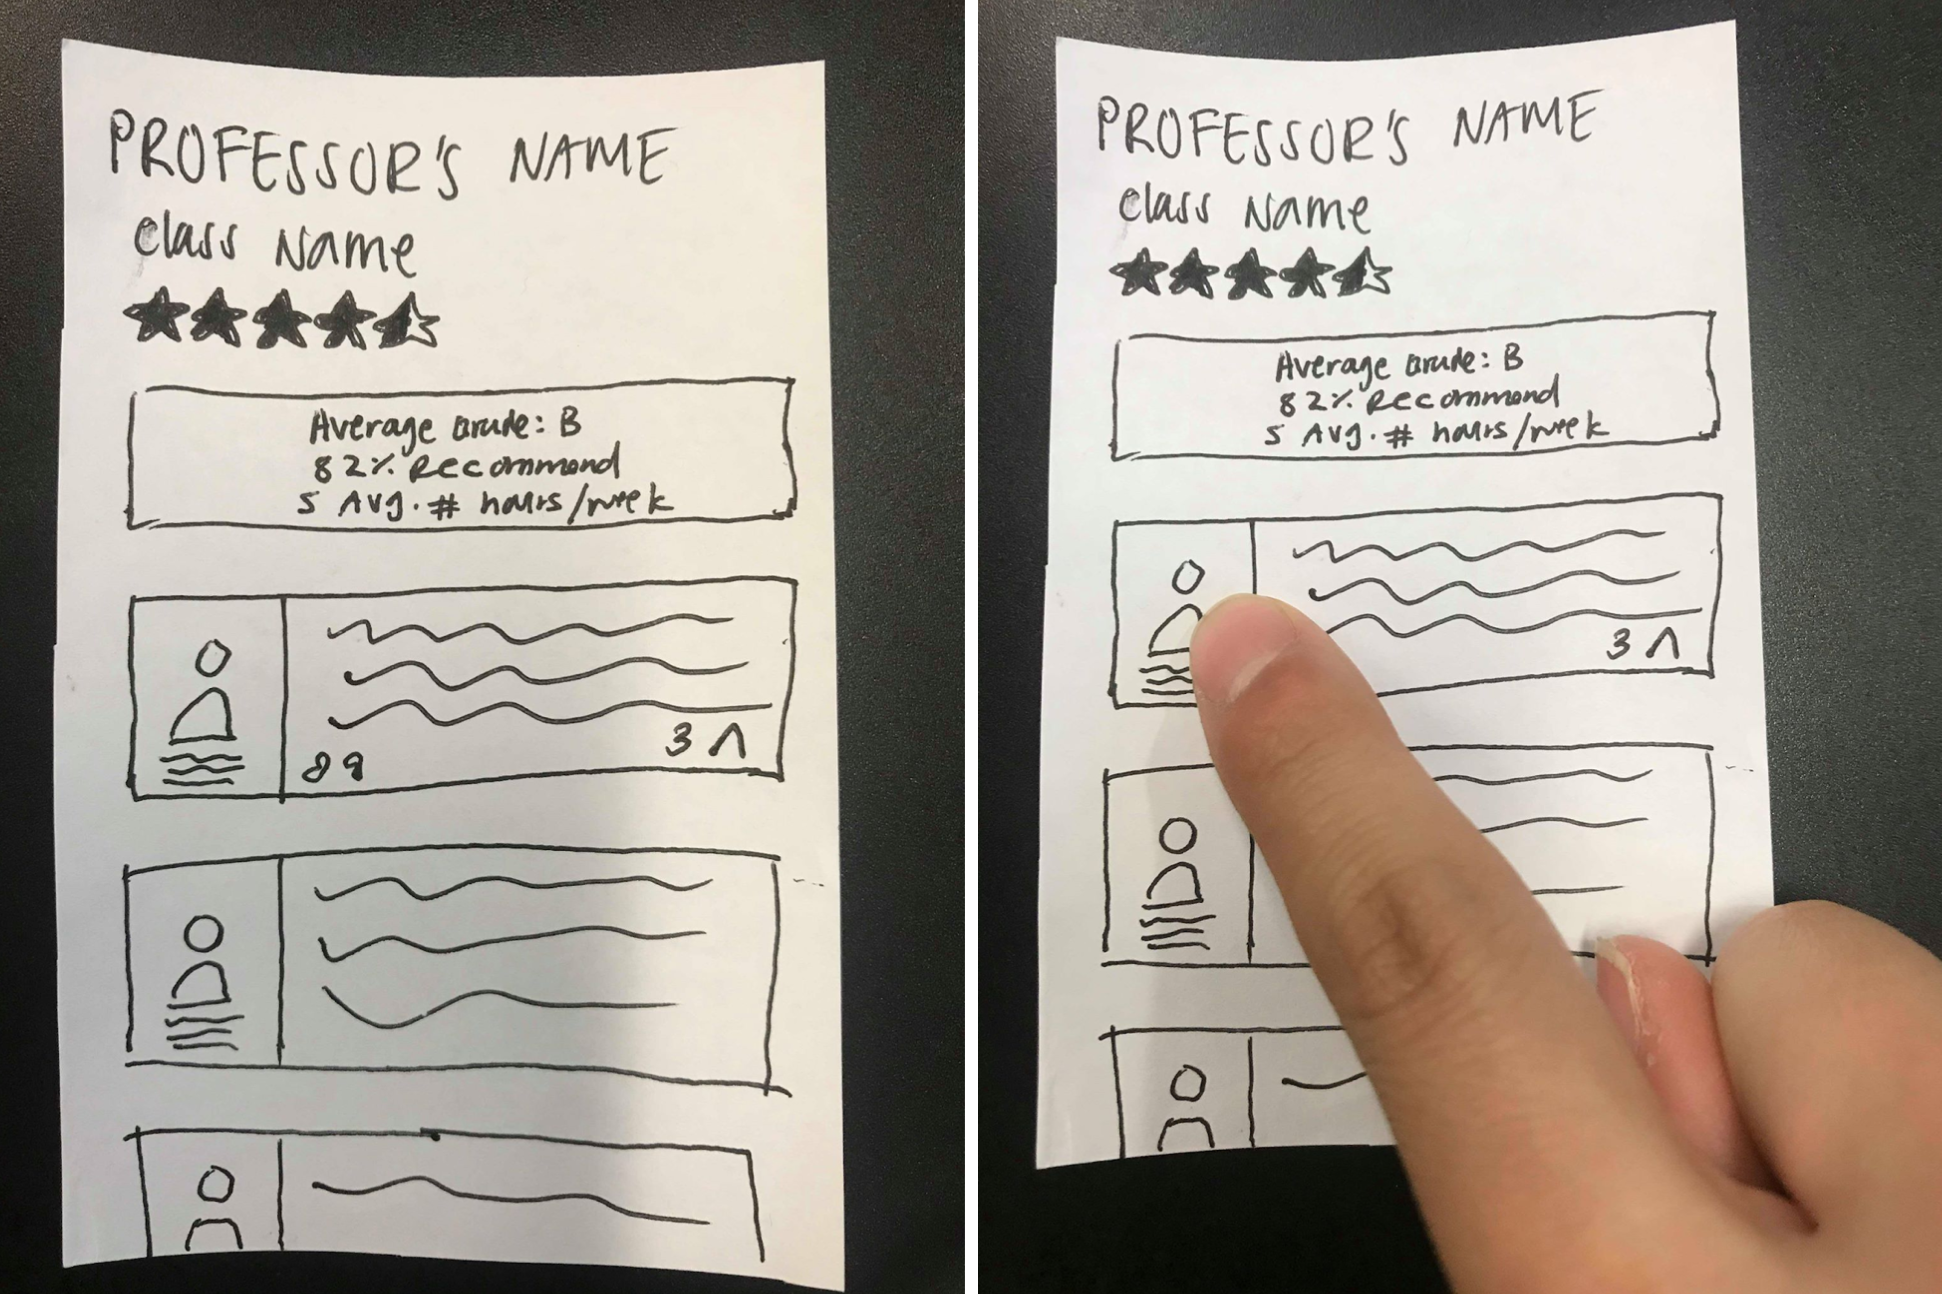 PROFESSOR'S NAME
Class Name
Average Grade: B
82% Recommend
5 Avg. # hours/week
3 ^
PROFESSOR'S NAME
Class Name
Average Grade: B
82% Recommend
5 Avg. # hours/week
3 ^